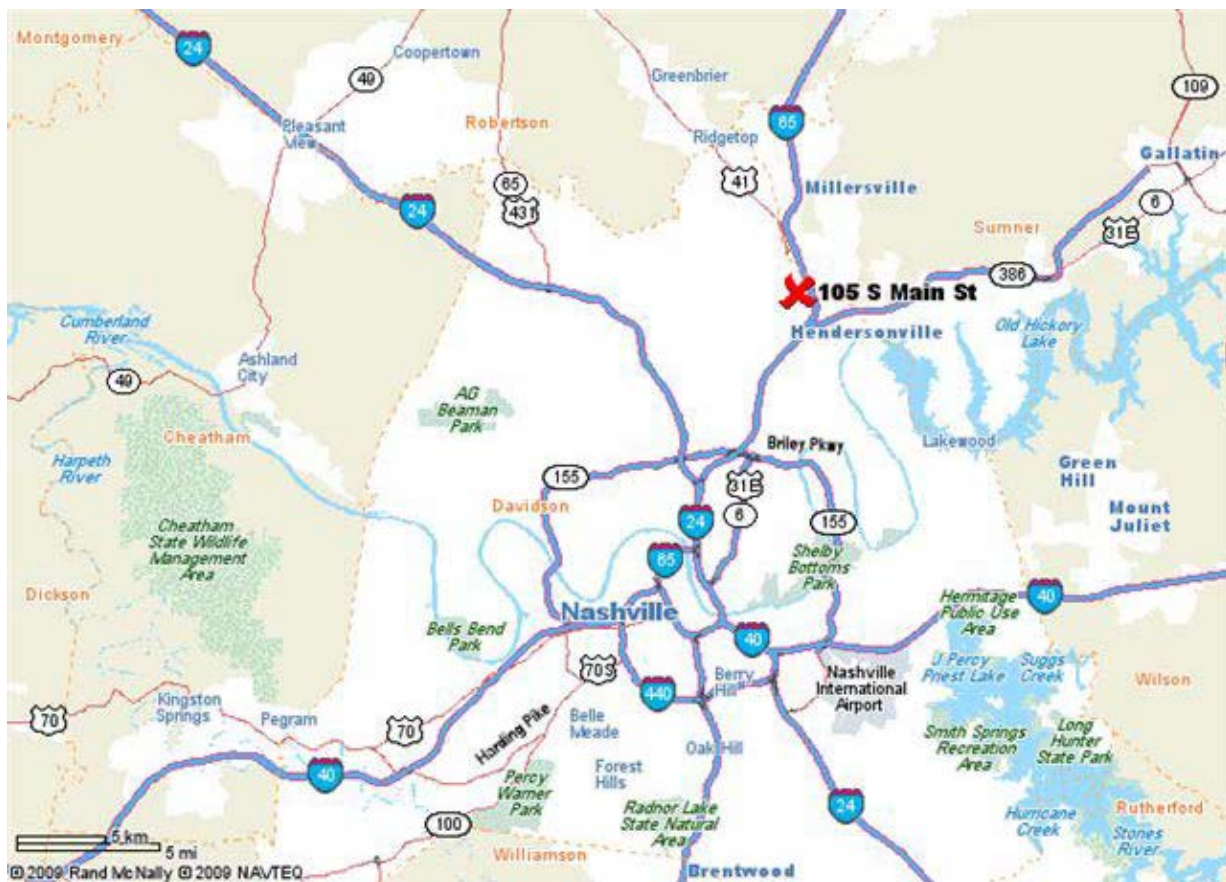 Montgomery
24
Coopertown
49
Greenbrier
65
109
Pleasant
View
Robertson
Ridgetop
41
Gallatin
65
431
24
Millersville
6
31E
Sumner
386
105 S Main St
Hendersonville
Old Hickory
Lake
Cumberland
River
Ashland
City
49
AG
Beaman
Park
Cheatham
Harpeth
River
Briley Pkwy
Lakewood
Green
Hill
Mount
Juliet
155
31E
6
Davidson
24
155
Cheatham
State Wildlife
Management
Area
65
Shelby
Bottoms
Park
Dickson
Nashville
Hermitage
Public Use
Area
40
Bells Bend
Park
40
70S
440
Berry
Hill
Nashville
International
Airport
J Percy
Priest Lake
Suggs
Creek
Wilson
Kingston
Springs
Pegram
70
70
Harding Pike
Belle
Meade
Oak Hill
Smith Springs
Recreation
Area
Long
Hunter
State Park
40
Forest
Hills
Percy
Warner
Park
Radnor Lake
State Natural
Area
24
Hurricane
Creek
Rutherford
Stones
River
100
Williamson
Brentwood
5 km
5 mi
© 2009 Rand McNally © 2009 NAVTEQ